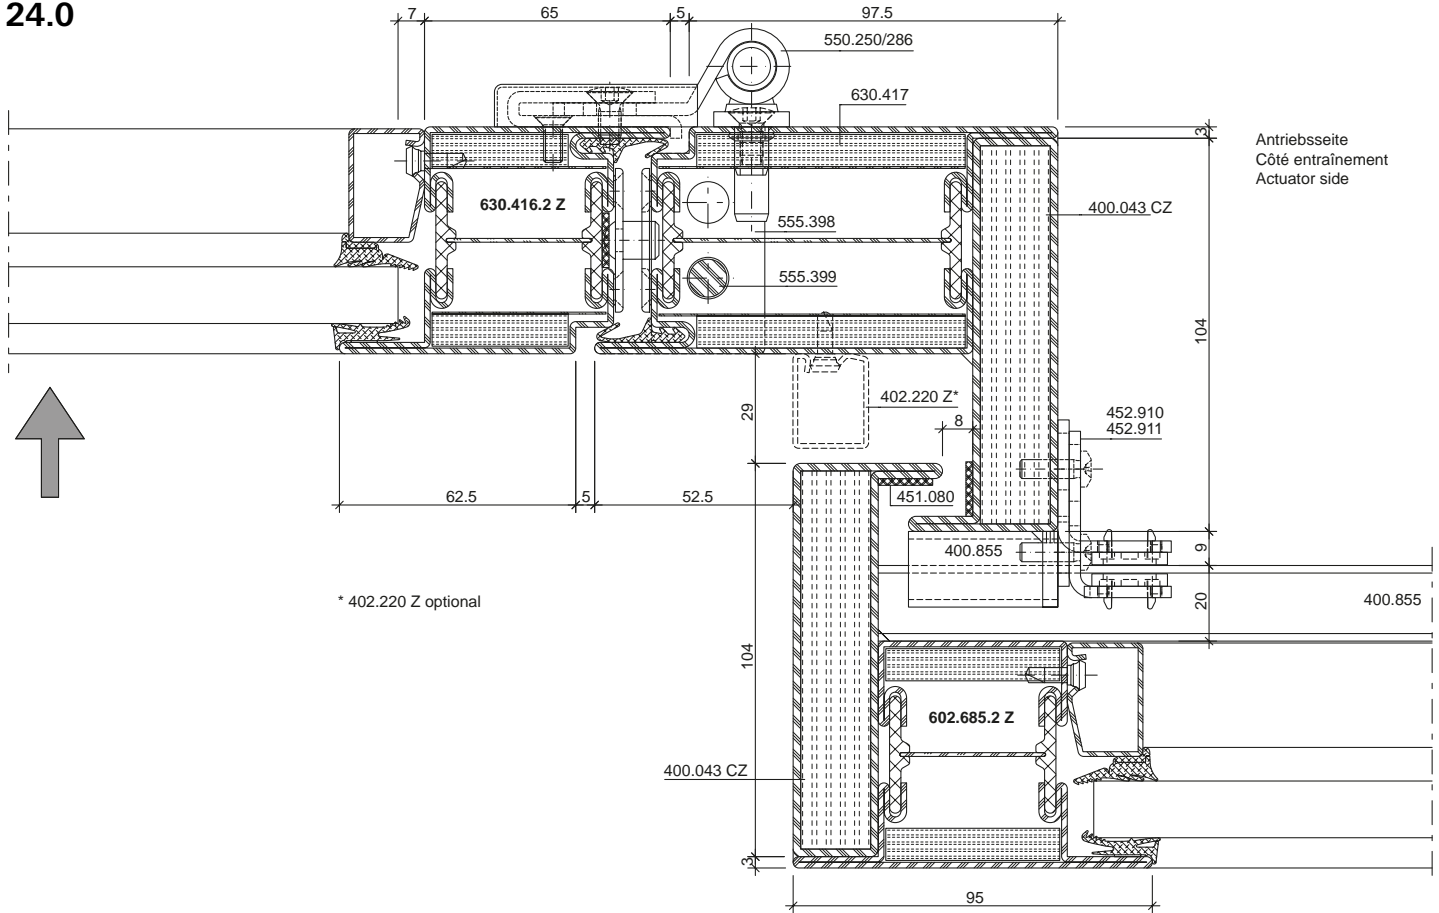 24.0
7
65
5
97.5
550.250/286
630.417
3
Antriebsseite
Côté entraînement
Actuator side
630.416.2 Z
400.043 CZ
555.398
555.399
104
402.220 Z*
29
8
452.910
452.911
62.5
5
52.5
451.080
400.855
9
* 402.220 Z optional
20
400.855
104
602.685.2 Z
400.043 CZ
3
95